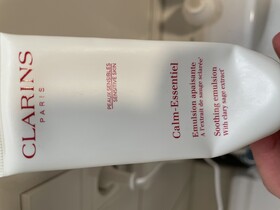 CLARINS
PARIS
PEAUX SENSIBLES
SENSITIVE SKIN
Calm-Essentiel
Emulsion apaisante
A l'extrait de sauge sclarée
Soothing emulsion
With clary sage extract